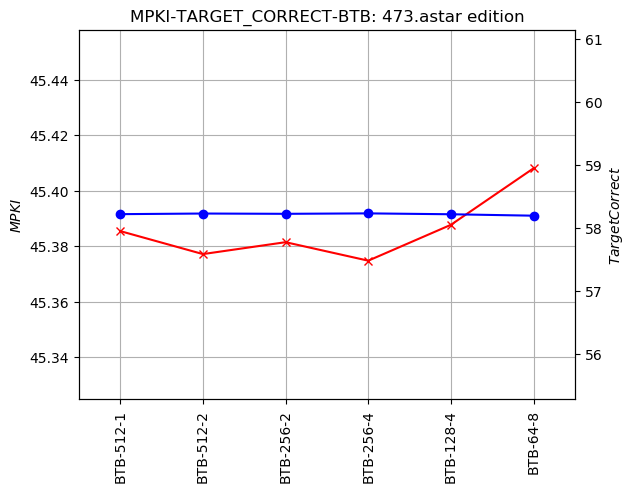 MPKI-TARGET_CORRECT-BTB: 473.astar edition
45.44
45.42
45.40
45.38
45.36
45.34
MPKI
61
60
59
58
57
56
TargetCorrect
BTB-512-1
BTB-512-2
BTB-256-2
BTB-256-4
BTB-128-4
BTB-64-8